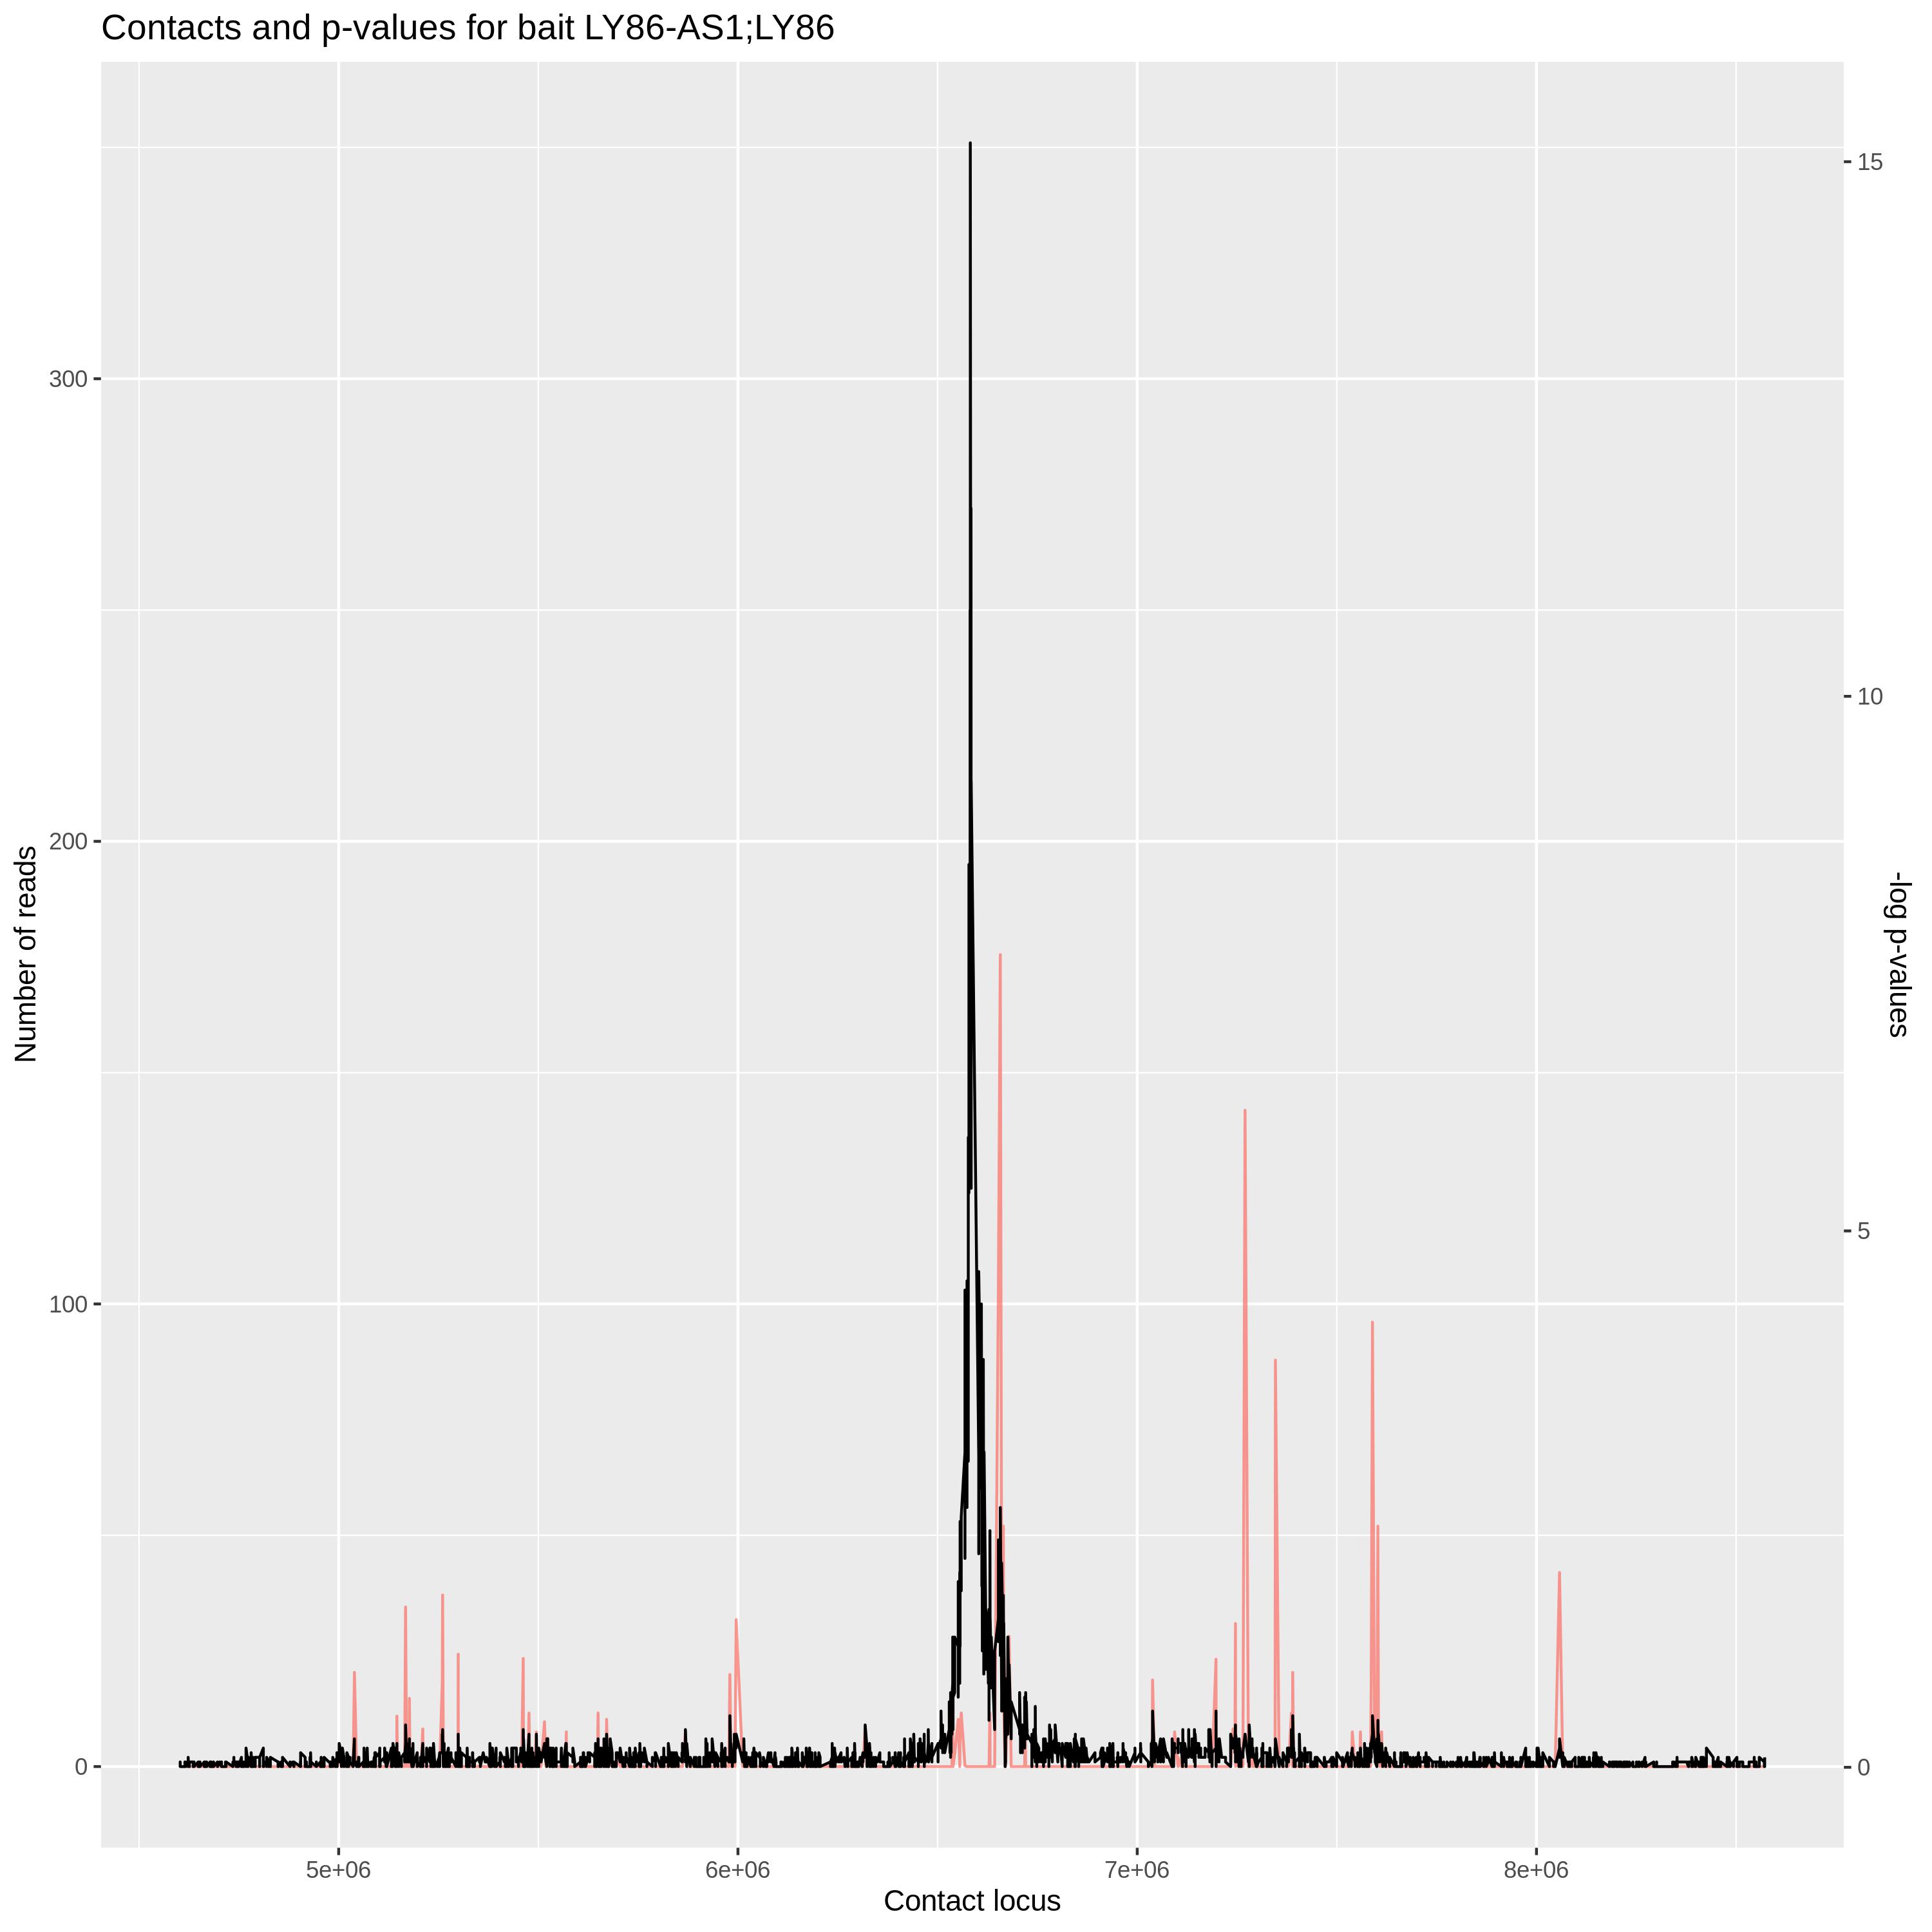 Contacts and p-values for bait LY86-AS1;LY86
Number of reads
300
200
100
0
15
10
5
0
-log p-values
5e+06
6e+06
7e+06
8e+06
Contact locus